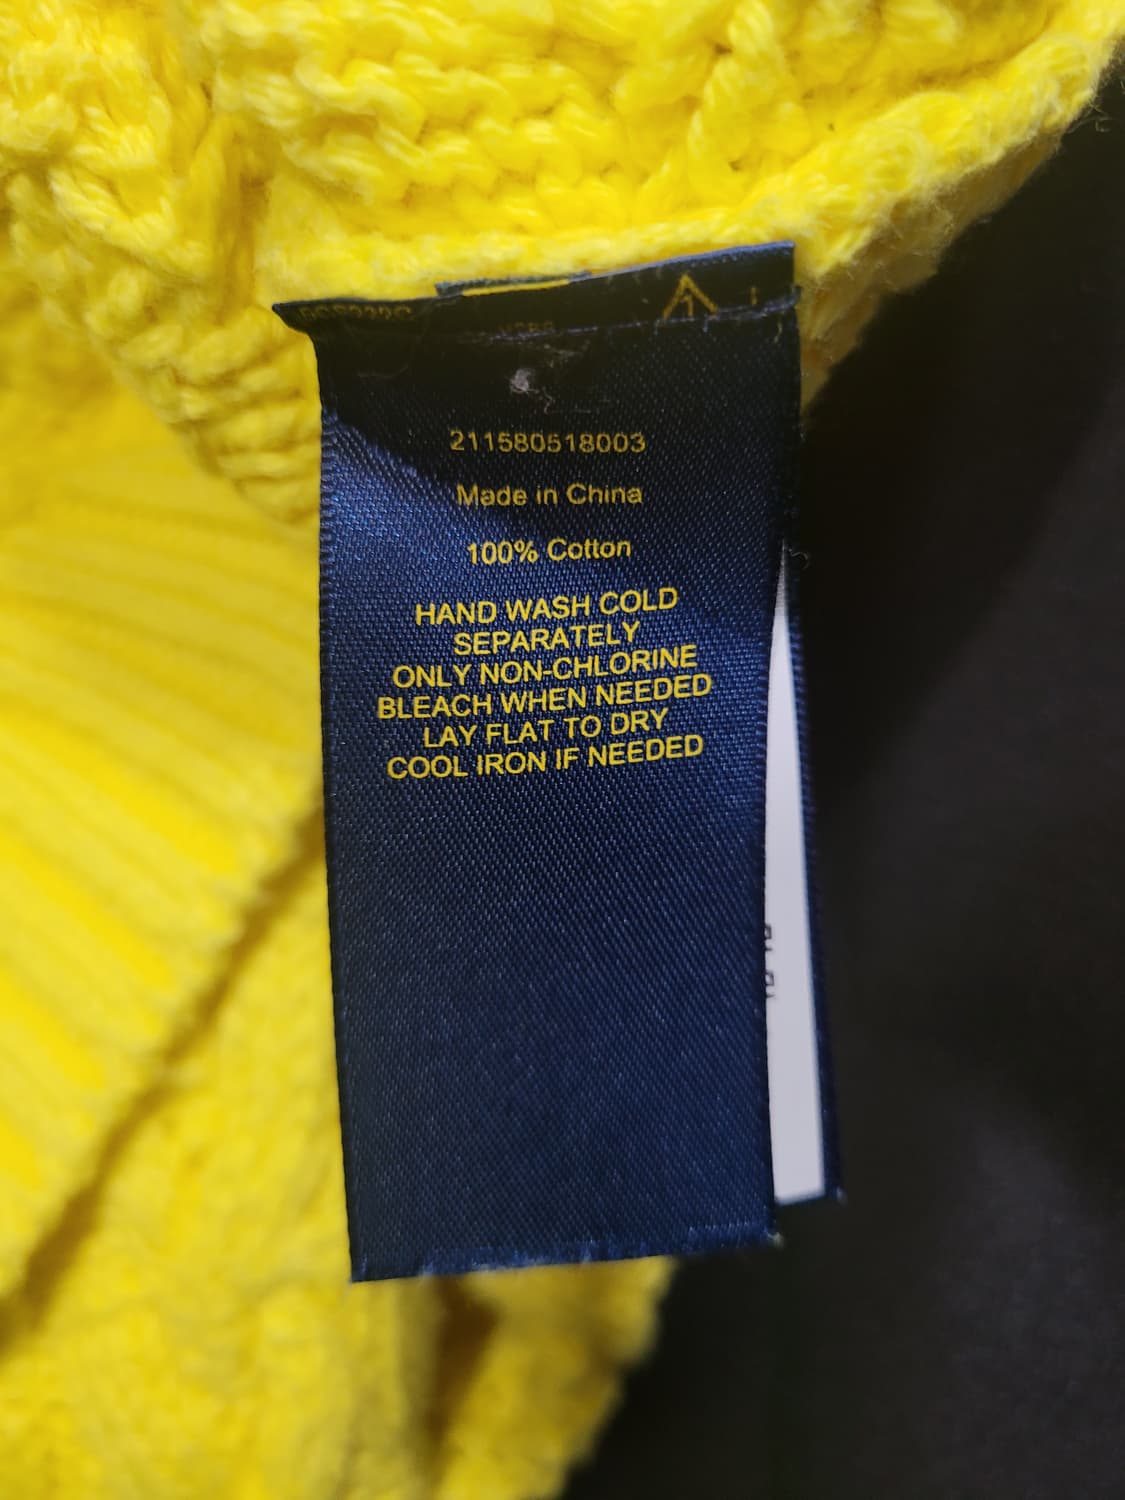 211580518003
Made in China
100% Cotton
HAND WASH COLD
SEPARATELY
ONLY NON-CHLORINE
BLEACH WHEN NEEDED
LAY FLAT TO DRY
COOL IRON IF NEEDED